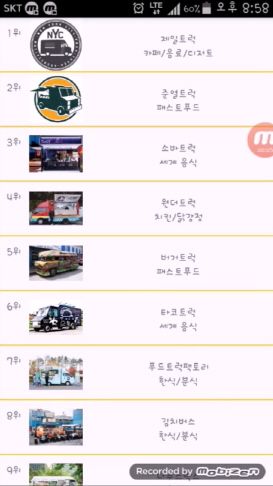 SKT
LTE
60%
오후 8:58
1위
NYC
제임트럭
카페/음료/디저트
2위
준열트럭
패스트푸드
3위
소바트럭
세계 음식
4위
원더트럭
치킨/닭강정
5위
버거트럭
패스트푸드
6위
타코트럭
세계 음식
7위
푸드트럭팩토리
한식/분식
8위
김치버스
한식/분식
9위
Recorded by mobizen